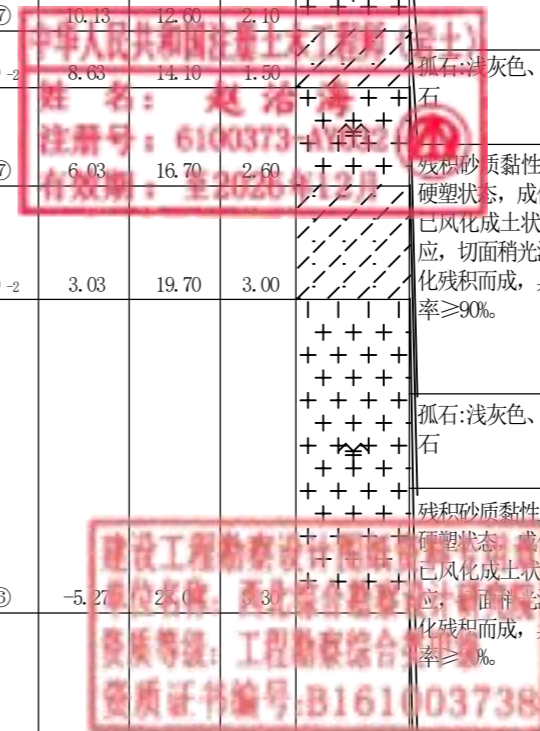 ⑦ 10.13 12.60 2.10
中华人民共和国注册土木工程师(岩土)
-2 8.63 14.10 1.50
孤石:浅灰色、
石
姓 名: 赵治海
注册号: 6100373-AY
⑦ 6.03 16.70 2.60
有效期: 至2026年12月
残积砂质黏性
硬塑状态, 成
已风化成土状
应, 切面稍光
化残积而成,
率≥90%。
-2 3.03 19.70 3.00
孤石:浅灰色、
石
残积砂质黏性
硬塑状态, 成
已风化成土状
应,
化残积而成,
建设工程勘察
③ -5.27
资质等级: 工程勘察综合
资质证书编号:B161003738